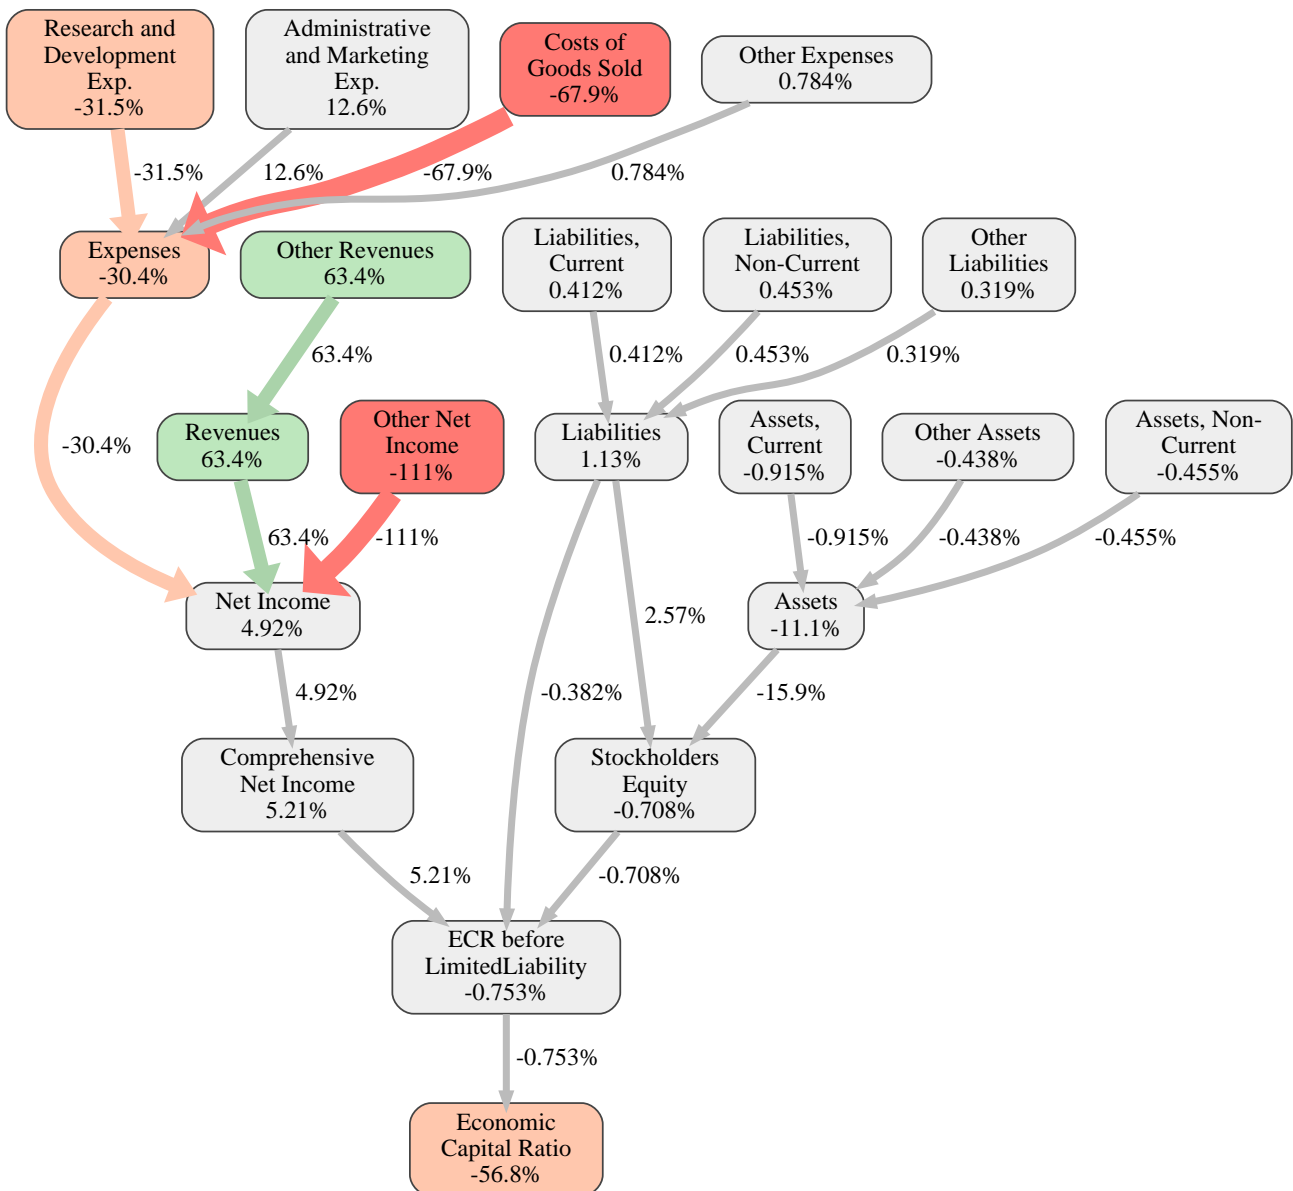 Research and
Development
Exp.
-31.5%
Administrative
and Marketing
Exp.
12.6%
Costs of
Goods Sold
-67.9%
Other Expenses
0.784%
-31.5%
12.6%
-67.9%
0.784%
Expenses
-30.4%
Other Revenues
63.4%
Liabilities,
Current
0.412%
Liabilities,
Non-Current
0.453%
Other
Liabilities
0.319%
63.4%
0.412%
0.453%
0.319%
-30.4%
Revenues
63.4%
Other Net
Income
-111%
Liabilities
1.13%
Assets,
Current
-0.915%
Other Assets
-0.438%
Assets, Non-
Current
-0.455%
63.4%
-111%
-0.915%
-0.438%
-0.455%
Net Income
4.92%
2.57%
Assets
-11.1%
4.92%
-0.382%
-15.9%
Comprehensive
Net Income
5.21%
Stockholders
Equity
-0.708%
5.21%
-0.708%
ECR before
LimitedLiability
-0.753%
-0.753%
Economic
Capital Ratio
-56.8%